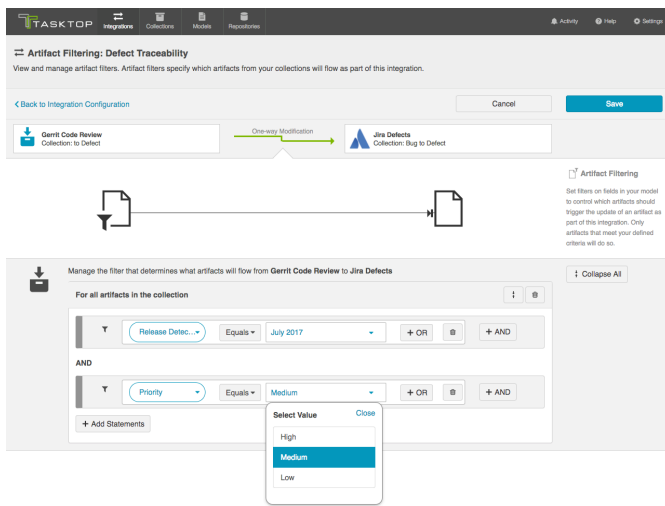 TASKTOP
Integrations
Collections
Models
Repositories
Activity
Help
Settings
Artifact Filtering: Defect Traceability
View and manage artifact filters. Artifact filters specify which artifacts from your collections will flow as part of this integration.
Back to Integration Configuration
Cancel
Save
Gerrit Code Review
Collection: to Defect
One-way Modification
Jira Defects
Collection: Bug to Defect
Artifact Filtering
Set filters on fields in your model
to control which artifacts should
trigger the update of an artifact as
part of this integration. Only
artifacts that meet your defined
criteria will do so.
Manage the filter that determines what artifacts will flow from Gerrit Code Review to Jira Defects
Collapse All
For all artifacts in the collection
Release Detec...
Equals
July 2017
+ OR
+ AND
AND
Priority
Equals
Medium
+ OR
+ AND
+ Add Statements
Select Value
Close
High
Medium
Low